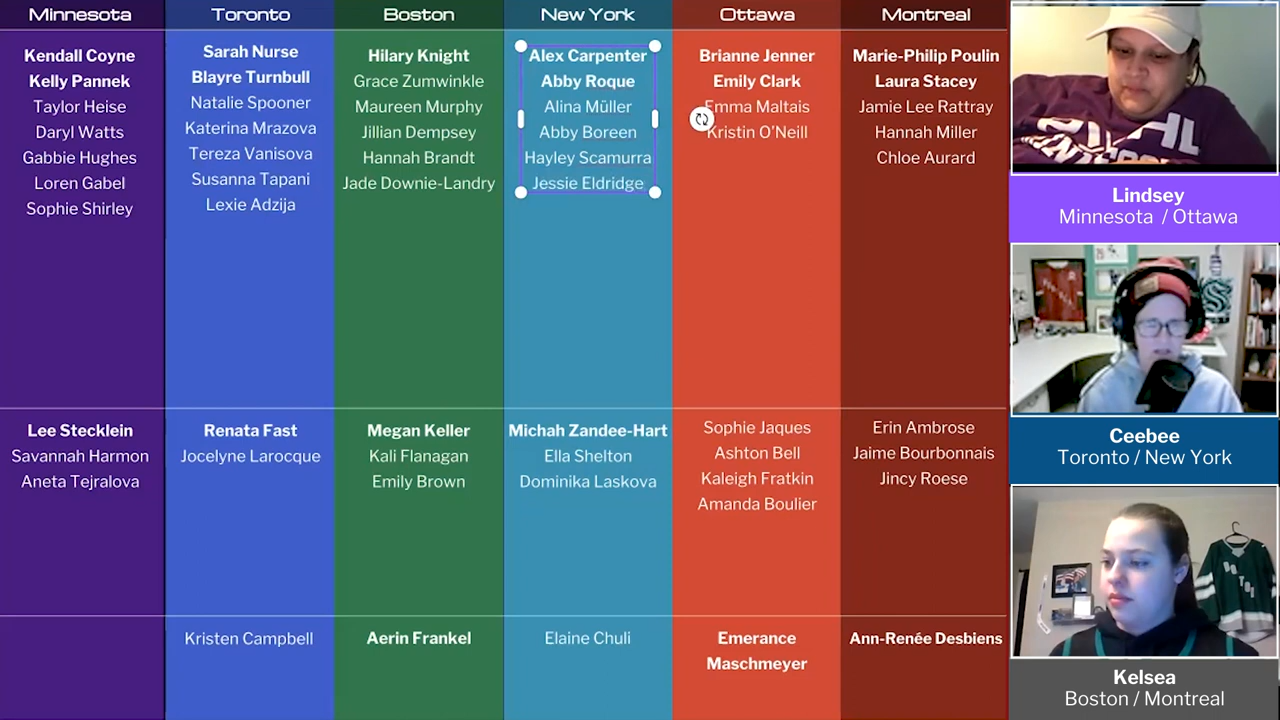 Minnesota
Kendall Coyne
Kelly Pannek
Taylor Heise
Daryl Watts
Gabbie Hughes
Loren Gabel
Sophie Shirley
Lee Stecklein
Savannah Harmon
Aneta Tejralova
Toronto
Sarah Nurse
Blayre Turnbull
Natalie Spooner
Katerina Mrazova
Tereza Vanisova
Susanna Tapani
Lexie Adzija
Renata Fast
Jocelyne Larocque
Kristen Campbell
Boston
Hilary Knight
Grace Zumwinkle
Maureen Murphy
Jillian Dempsey
Hannah Brandt
Jade Downie-Landry
Megan Keller
Kali Flanagan
Emily Brown
Aerin Frankel
New York
Alex Carpenter
Abby Roque
Alina Müller
Abby Boreen
Hayley Scamurra
Jessie Eldridge
Michah Zandee-Hart
Ella Shelton
Dominika Laskova
Elaine Chuli
Ottawa
Brianne Jenner
Emily Clark
Emma Maltais
Kristin O'Neill
Sophie Jaques
Ashton Bell
Kaleigh Fratkin
Amanda Boulier
Emerance
Maschmeyer
Montreal
Marie-Philip Poulin
Laura Stacey
Jamie Lee Rattray
Hannah Miller
Chloe Aurard
Erin Ambrose
Jaime Bourbonnais
Jincy Roese
Ann-Renée Desbiens
Lindsey
Minnesota / Ottawa
Ceebee
Toronto / New York
Kelsea
Boston / Montreal